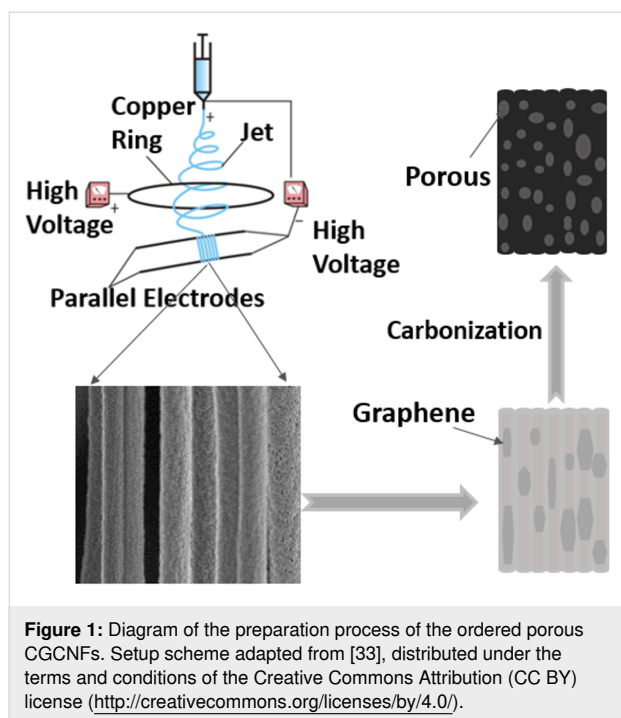 Copper
Ring
+
Jet
High
Voltage
+
−
High
Voltage
Parallel Electrodes
Porous
Carbonization
Graphene
Figure 1: Diagram of the preparation process of the ordered porous
CGCNFs. Setup scheme adapted from [33], distributed under the
terms and conditions of the Creative Commons Attribution (CC BY)
license (http://creativecommons.org/licenses/by/4.0/).